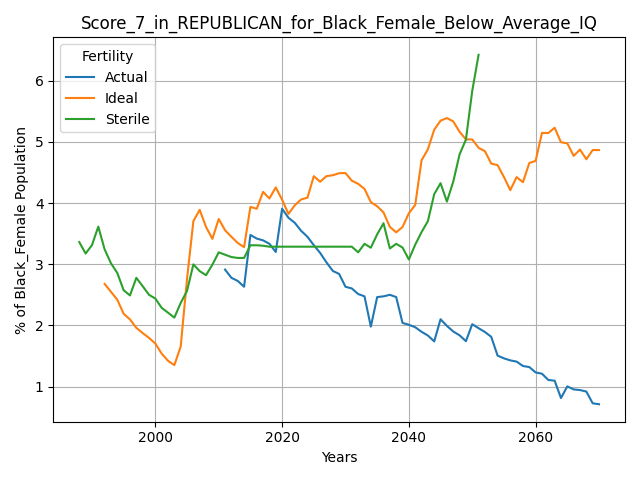 Score_7_in_REPUBLICAN_for_Black_Female_Below_Average_IQ
Fertility
Actual
Ideal
Sterile
% of Black_Female Population
6
5
4
3
2
1
2000 2020 2040 2060
Years